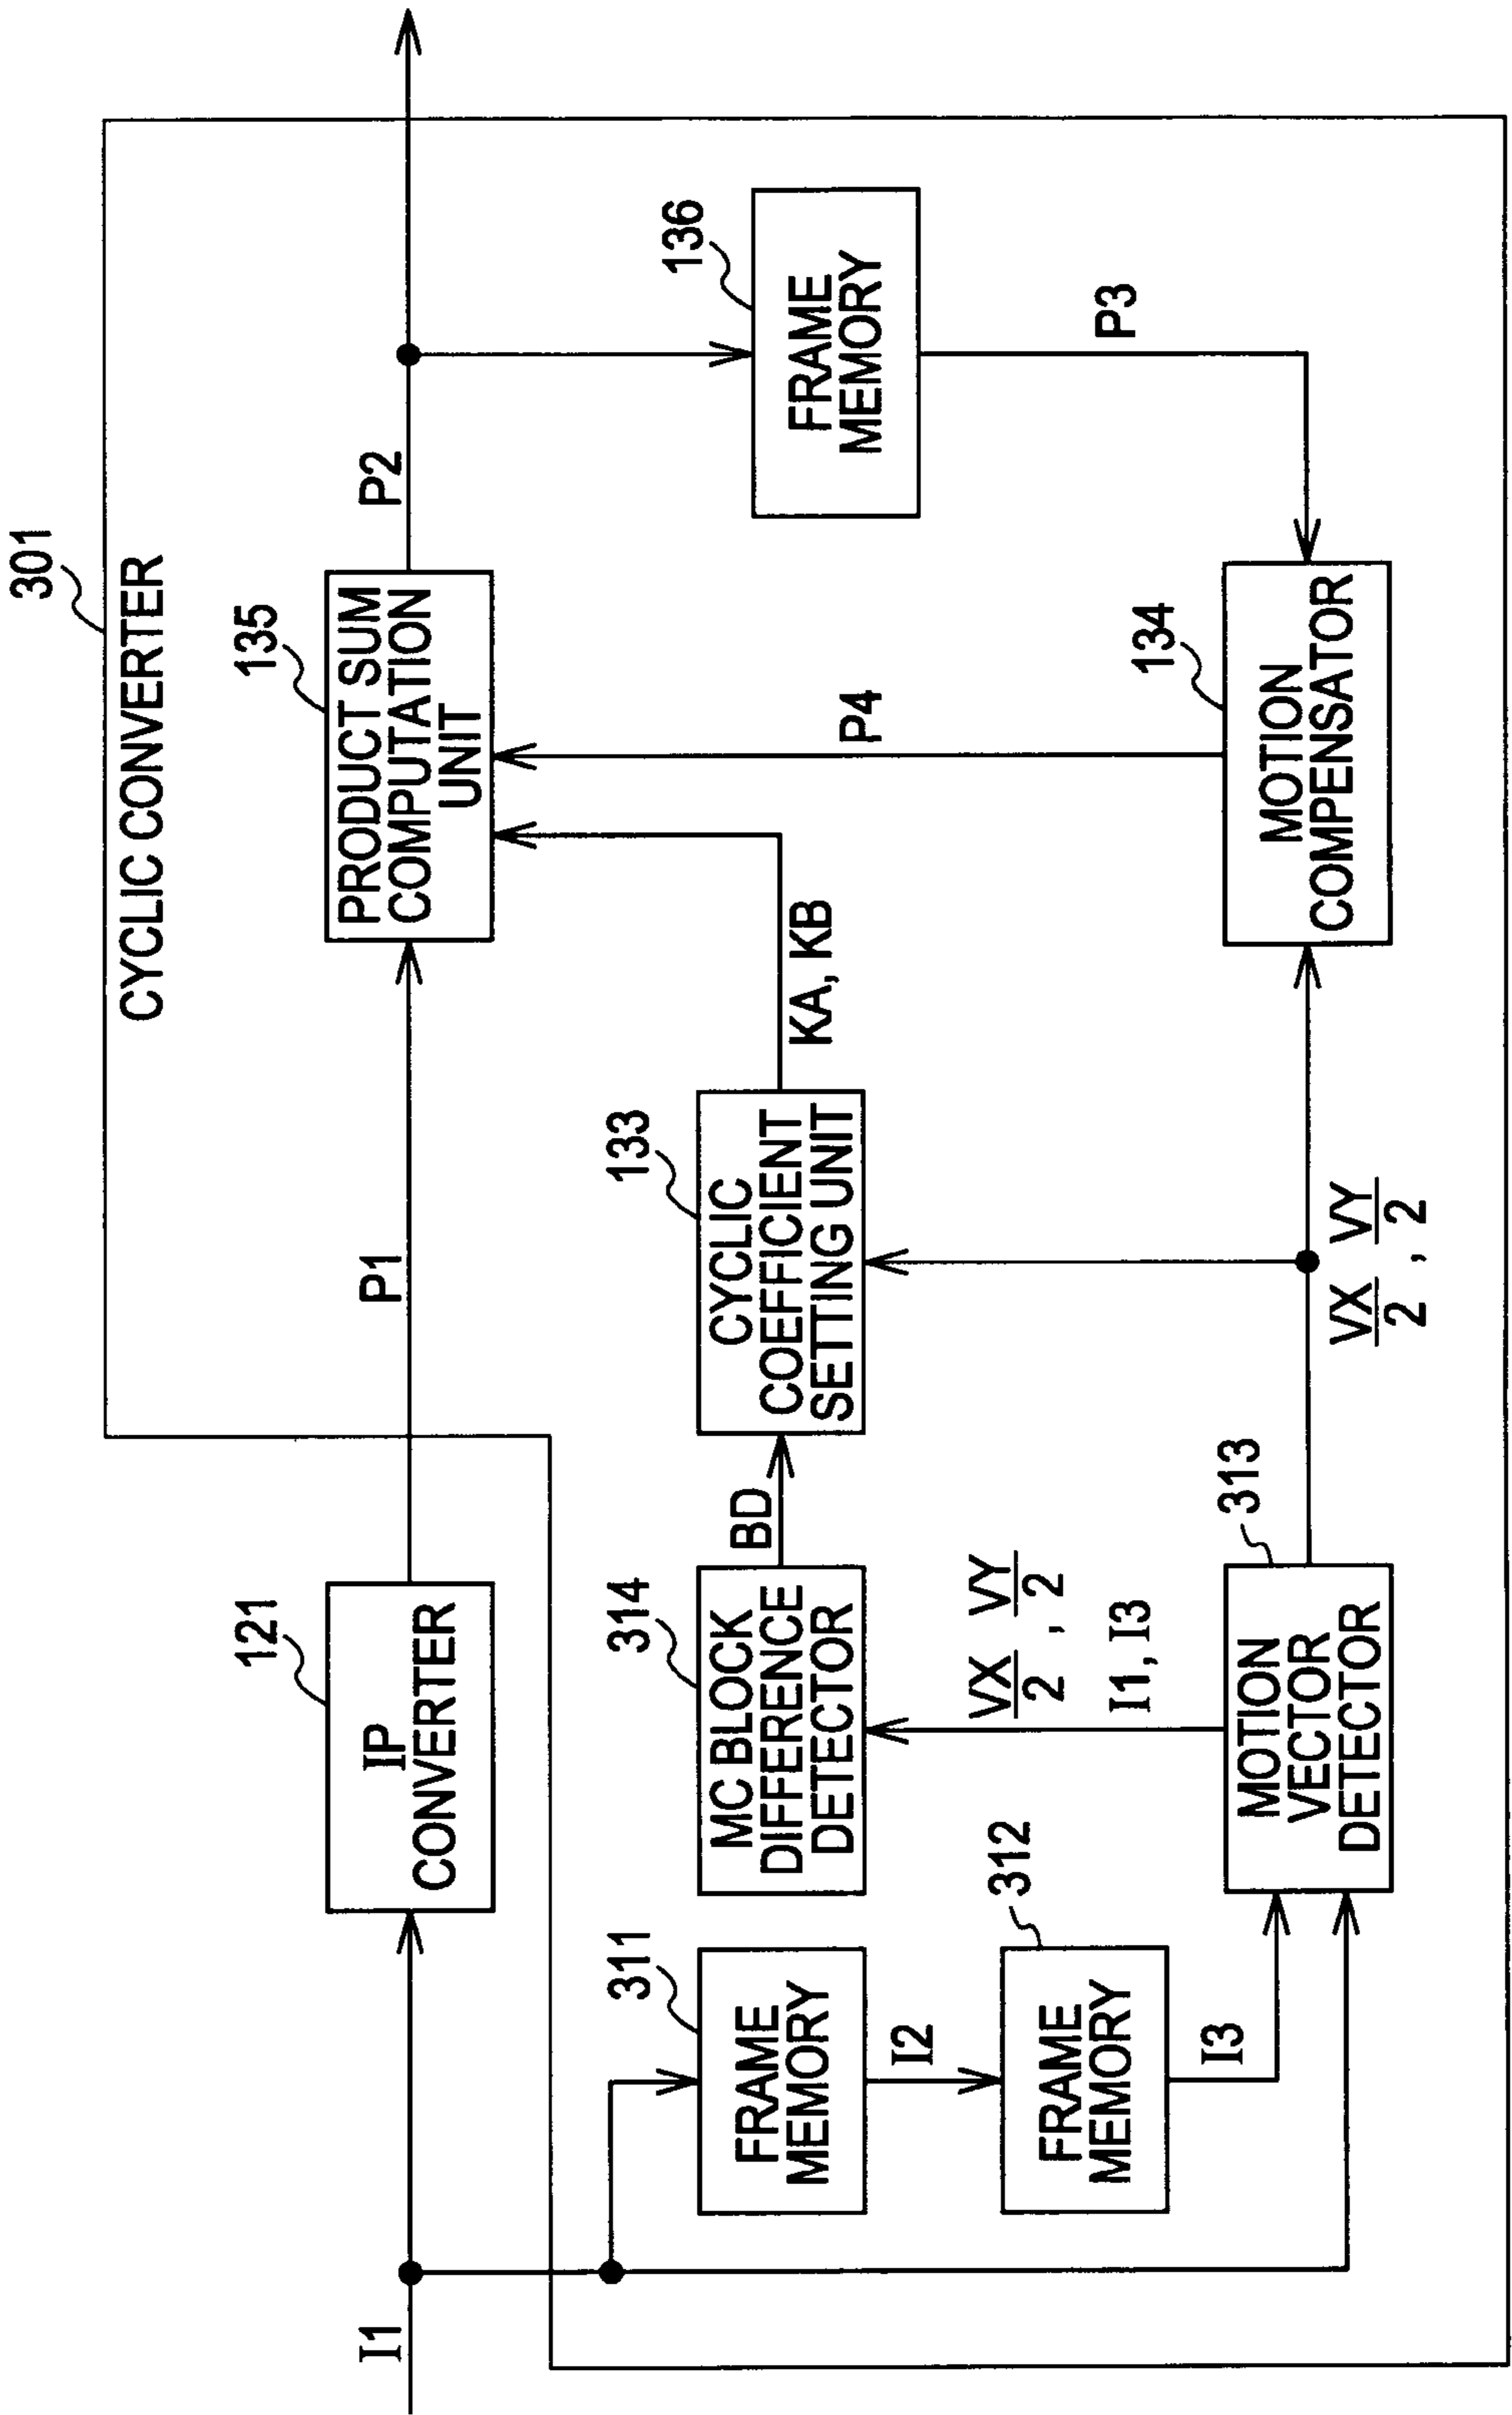 301
CYCLIC CONVERTER
I1
121
IP
CONVERTER
P1
135
PRODUCT SUM
COMPUTATION
UNIT
P2
311
FRAME
MEMORY
I2
312
FRAME
MEMORY
I3
314
MC BLOCK
DIFFERENCE
DETECTOR
BD
133
CYCLIC
COEFFICIENT
SETTING UNIT
KA, KB
P4
136
FRAME
MEMORY
P3
VX/2 , VY/2
I1, I3
313
MOTION
VECTOR
DETECTOR
VX/2 , VY/2
134
MOTION
COMPENSATOR